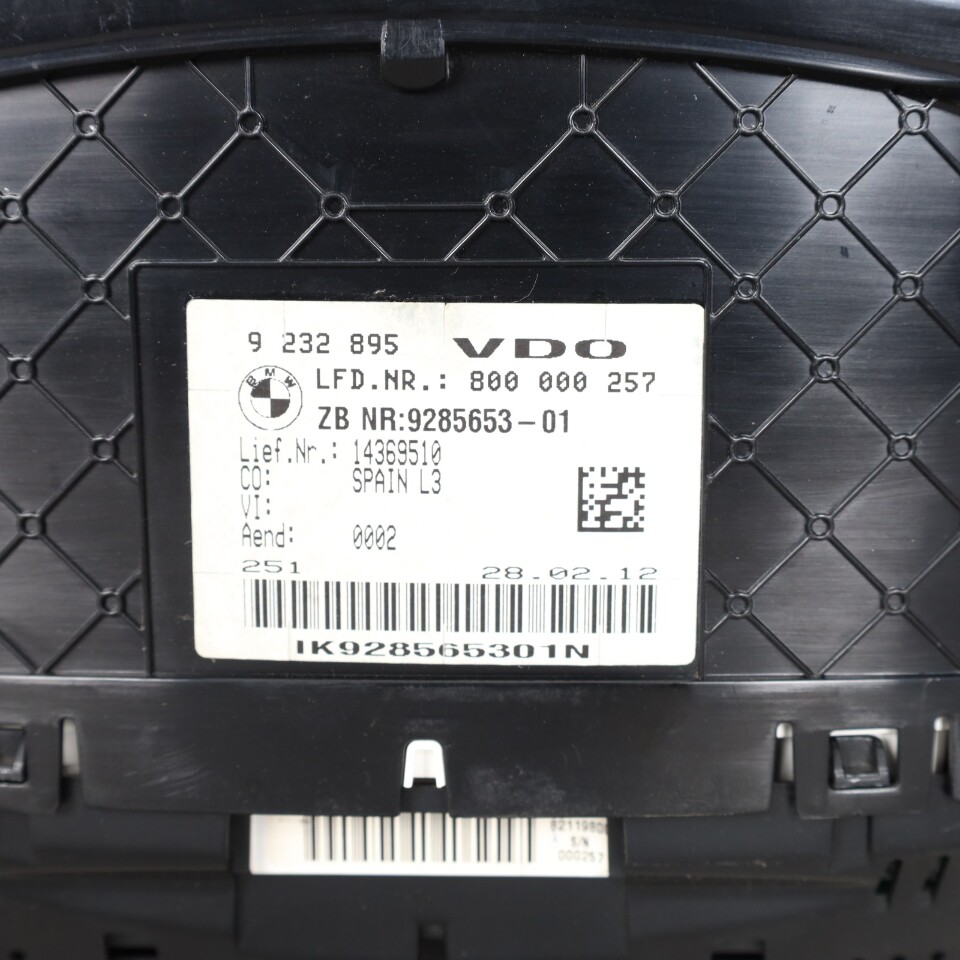 9 232 895 VDO
BMW
LFD.NR.: 800 000 257
ZB NR:9285653-01
Lief.Nr.: 14369510
CO: SPAIN L3
VI:
Aend: 0002
251 28.02.12
IK928565301N
S/N
000257